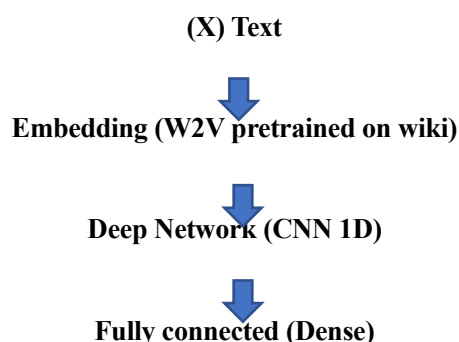 (X) Text
Embedding (W2V pretrained on wiki)
Deep Network (CNN 1D)
Fully connected (Dense)